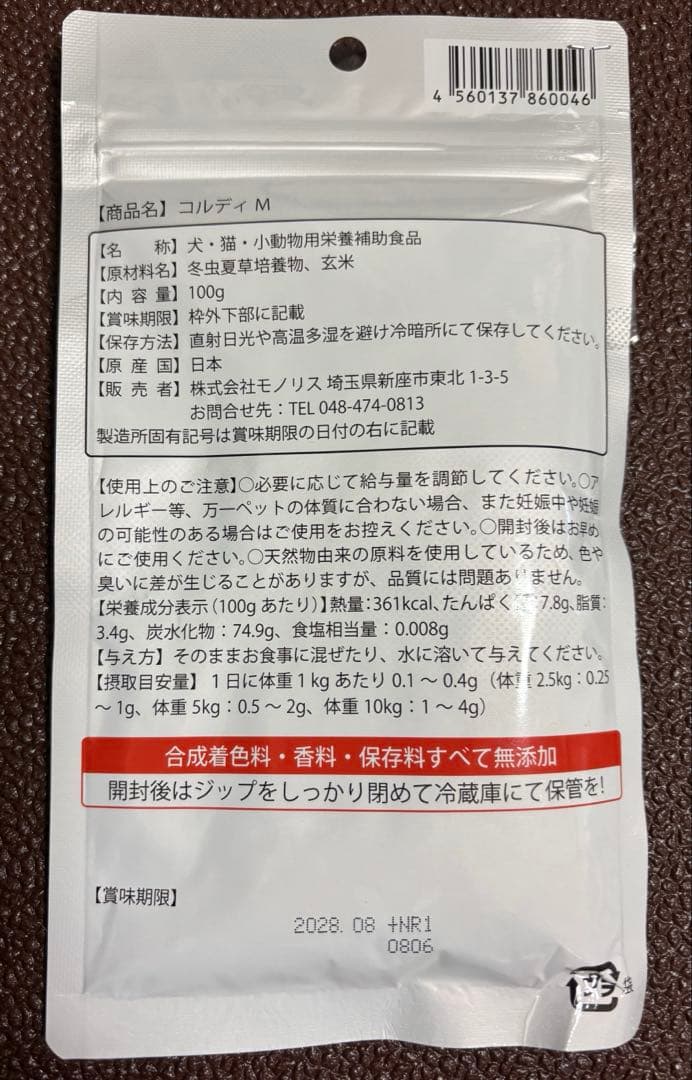 4 560137 860046
【商品名】コルディ M
【名　　称】犬・猫・小動物用栄養補助食品
【原材料名】冬虫夏草培養物、玄米
【内 容 量】100g
【賞味期限】枠外下部に記載
【保存方法】直射日光や高温多湿を避け冷暗所にて保存してください。
【原 産 国】日本
【販 売 者】株式会社モノリス 埼玉県新座市東北 1-3-5
お問合せ先：TEL 048-474-0813
製造所固有記号は賞味期限の日付の右に記載
【使用上のご注意】○必要に応じて給与量を調節してください。○ア
レルギー等、万一ペットの体質に合わない場合、また妊娠中や妊娠
の可能性のある場合はご使用をお控えください。○開封後はお早め
にご使用ください。○天然物由来の原料を使用しているため、色や
臭いに差が生じることがありますが、品質には問題ありません。
【栄養成分表示（100g あたり）】熱量：361kcal、たんぱく質：7.8g、脂質：
3.4g、炭水化物：74.9g、食塩相当量：0.008g
【与え方】そのままお食事に混ぜたり、水に溶いて与えてください。
【摂取目安量】１日に体重 1 kg あたり 0.1 〜 0.4g（体重 2.5kg：0.25
〜 1g、体重 5kg：0.5 〜 2g、体重 10kg：1 〜 4g）
合成着色料・香料・保存料すべて無添加
開封後はジップをしっかり閉めて冷蔵庫にて保管を!
【賞味期限】
2028.08 +NR1
0806